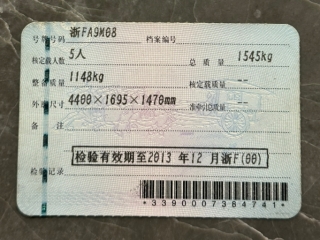 号牌号码 浙FA9M08 档案编号
核定载人数 5人 总 质 量 1545kg
整备质量 1148kg 核定载质量 --
外廓尺寸 4400×1695×1470mm 准牵引总质量 --
备 注
检验有效期至2013 年12 月浙F(00)
检验记录
*3390007384741*